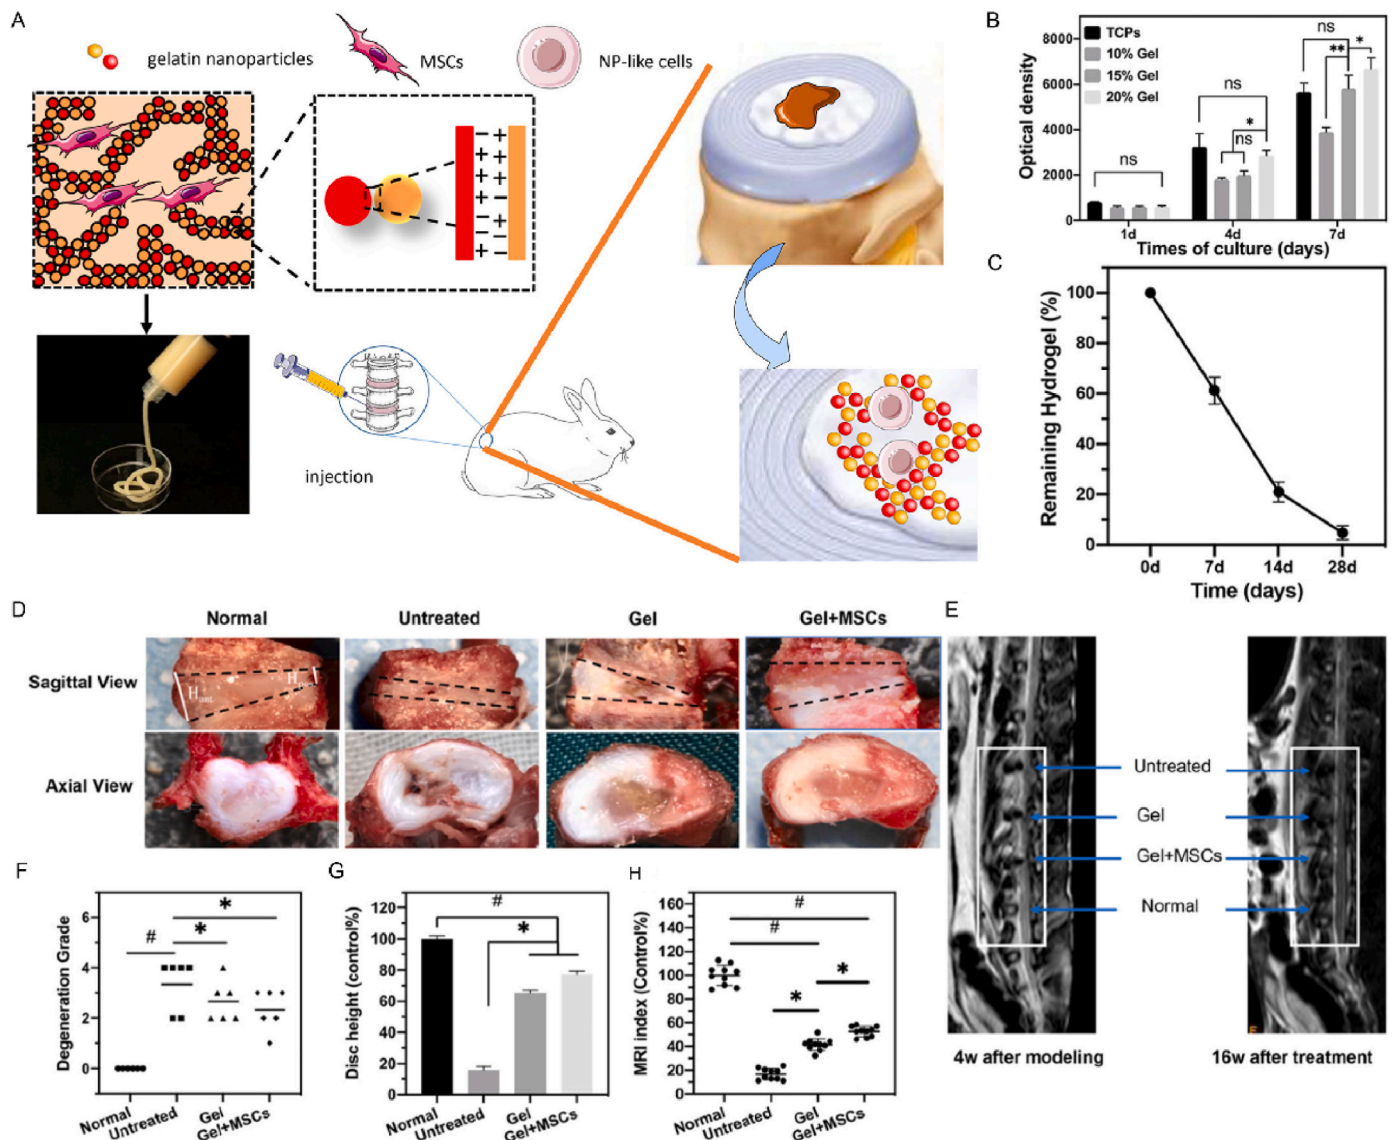 A
gelatin nanoparticles
MSCs
NP-like cells
− +
+ −
+ +
+ −
− +
− −
+ +
+ −
injection
B
Optical density
8000
6000
4000
2000
0
TCPs
10% Gel
15% Gel
20% Gel
ns
ns
ns
*
ns
**
*
1d
4d
7d
Times of culture (days)
C
Remaining Hydrogel (%)
100
80
60
40
20
0
0d
7d
14d
28d
Time (days)
D
Normal
Untreated
Gel
Gel+MSCs
Sagittal View
Hant
Axial View
E
Untreated
Gel
Gel+MSCs
Normal
4w after modeling
16w after treatment
F
Degeneration Grade
6
4
2
0
#
*
*
Normal
Untreated
Gel
Gel+MSCs
G
Disc height (control%)
120
100
80
60
40
20
0
#
*
Normal
Untreated
Gel
Gel+MSCs
H
MRI index (Control%)
160
140
120
100
80
60
40
20
0
#
#
*
*
Normal
Untreated
Gel
Gel+MSCs